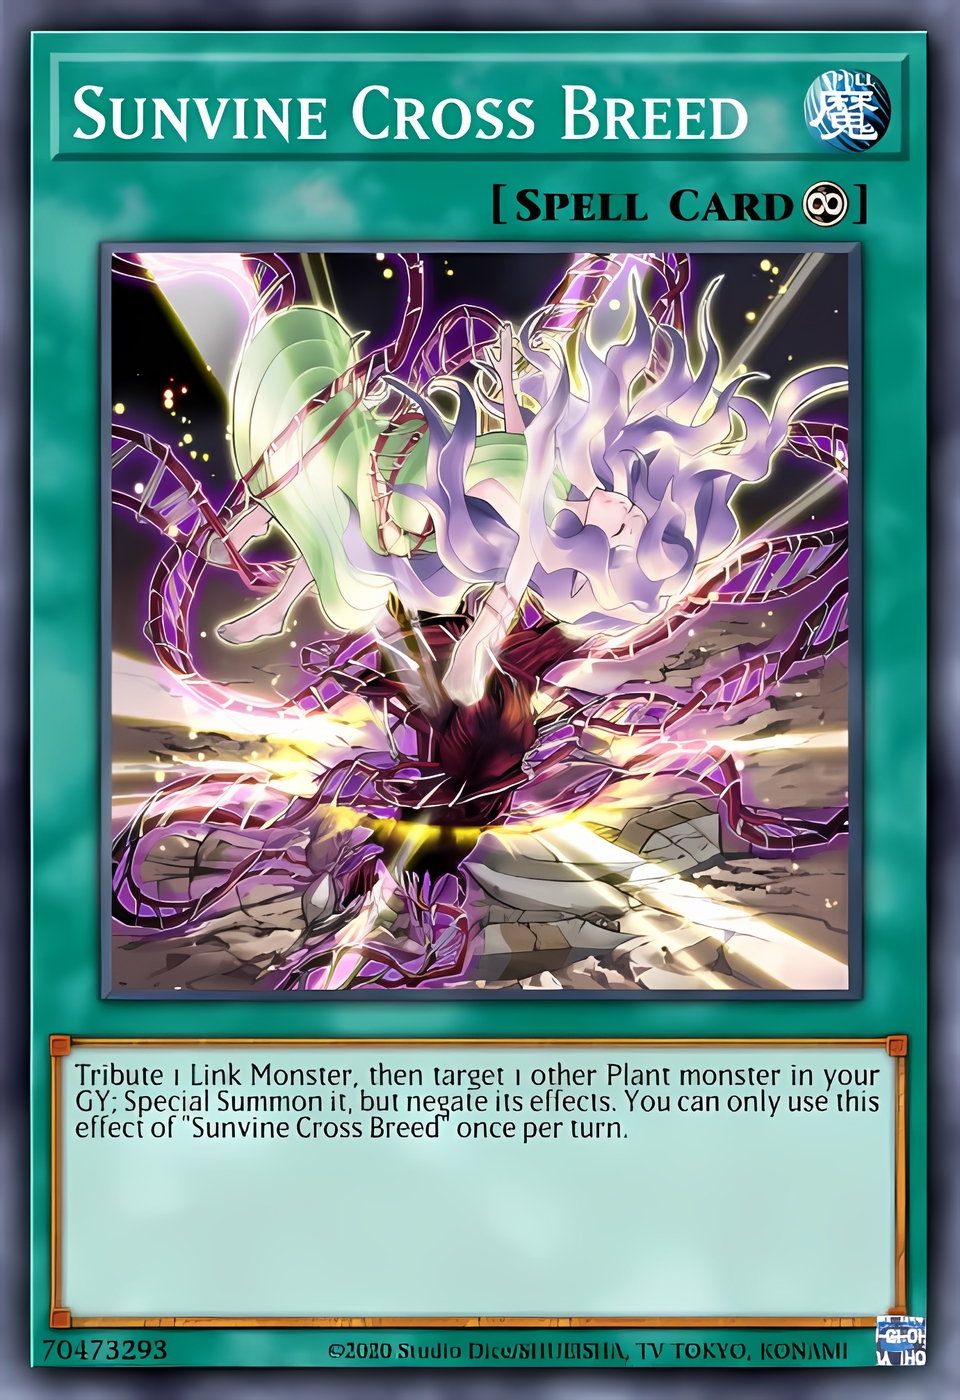 SUNVINE CROSS BREED
魔
[SPELL CARD]
Tribute 1 Link Monster, then target 1 other Plant monster in your
GY; Special Summon it, but negate its effects. You can only use this
effect of "Sunvine Cross Breed" once per turn.
70473293
©2020 Studio Dice/SHUEISHA, TV TOKYO, KONAMI